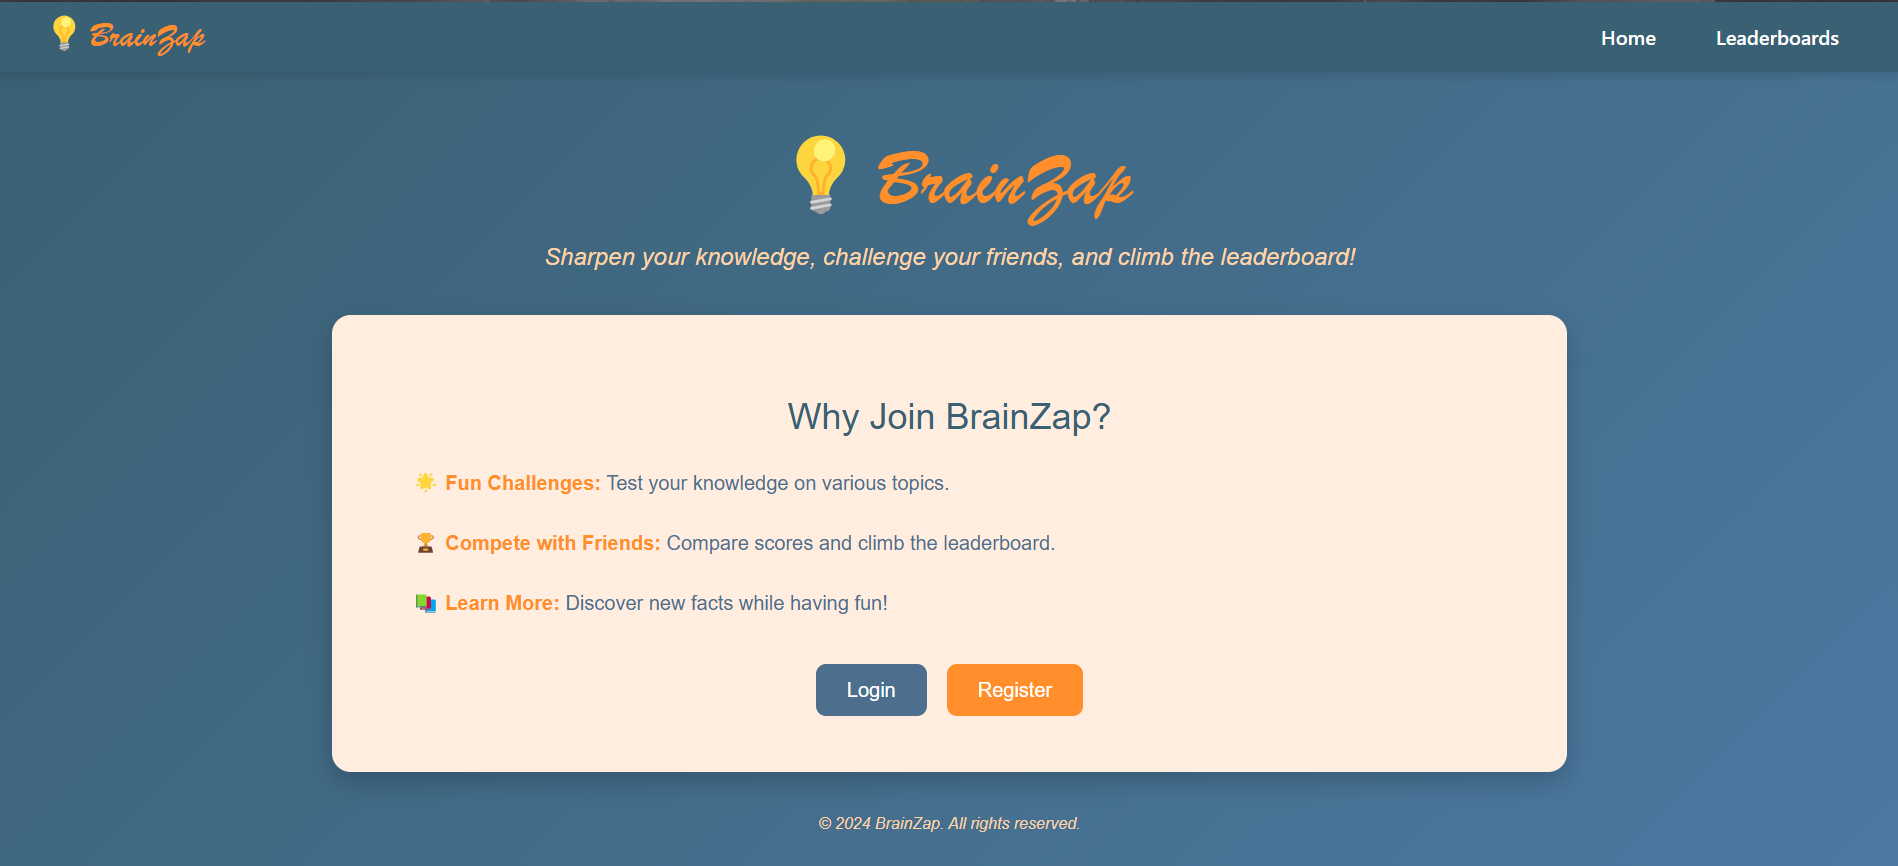 BrainZap
Home
Leaderboards
BrainZap
Sharpen your knowledge, challenge your friends, and climb the leaderboard!
Why Join BrainZap?
Fun Challenges: Test your knowledge on various topics.
Compete with Friends: Compare scores and climb the leaderboard.
Learn More: Discover new facts while having fun!
Login
Register
© 2024 BrainZap. All rights reserved.